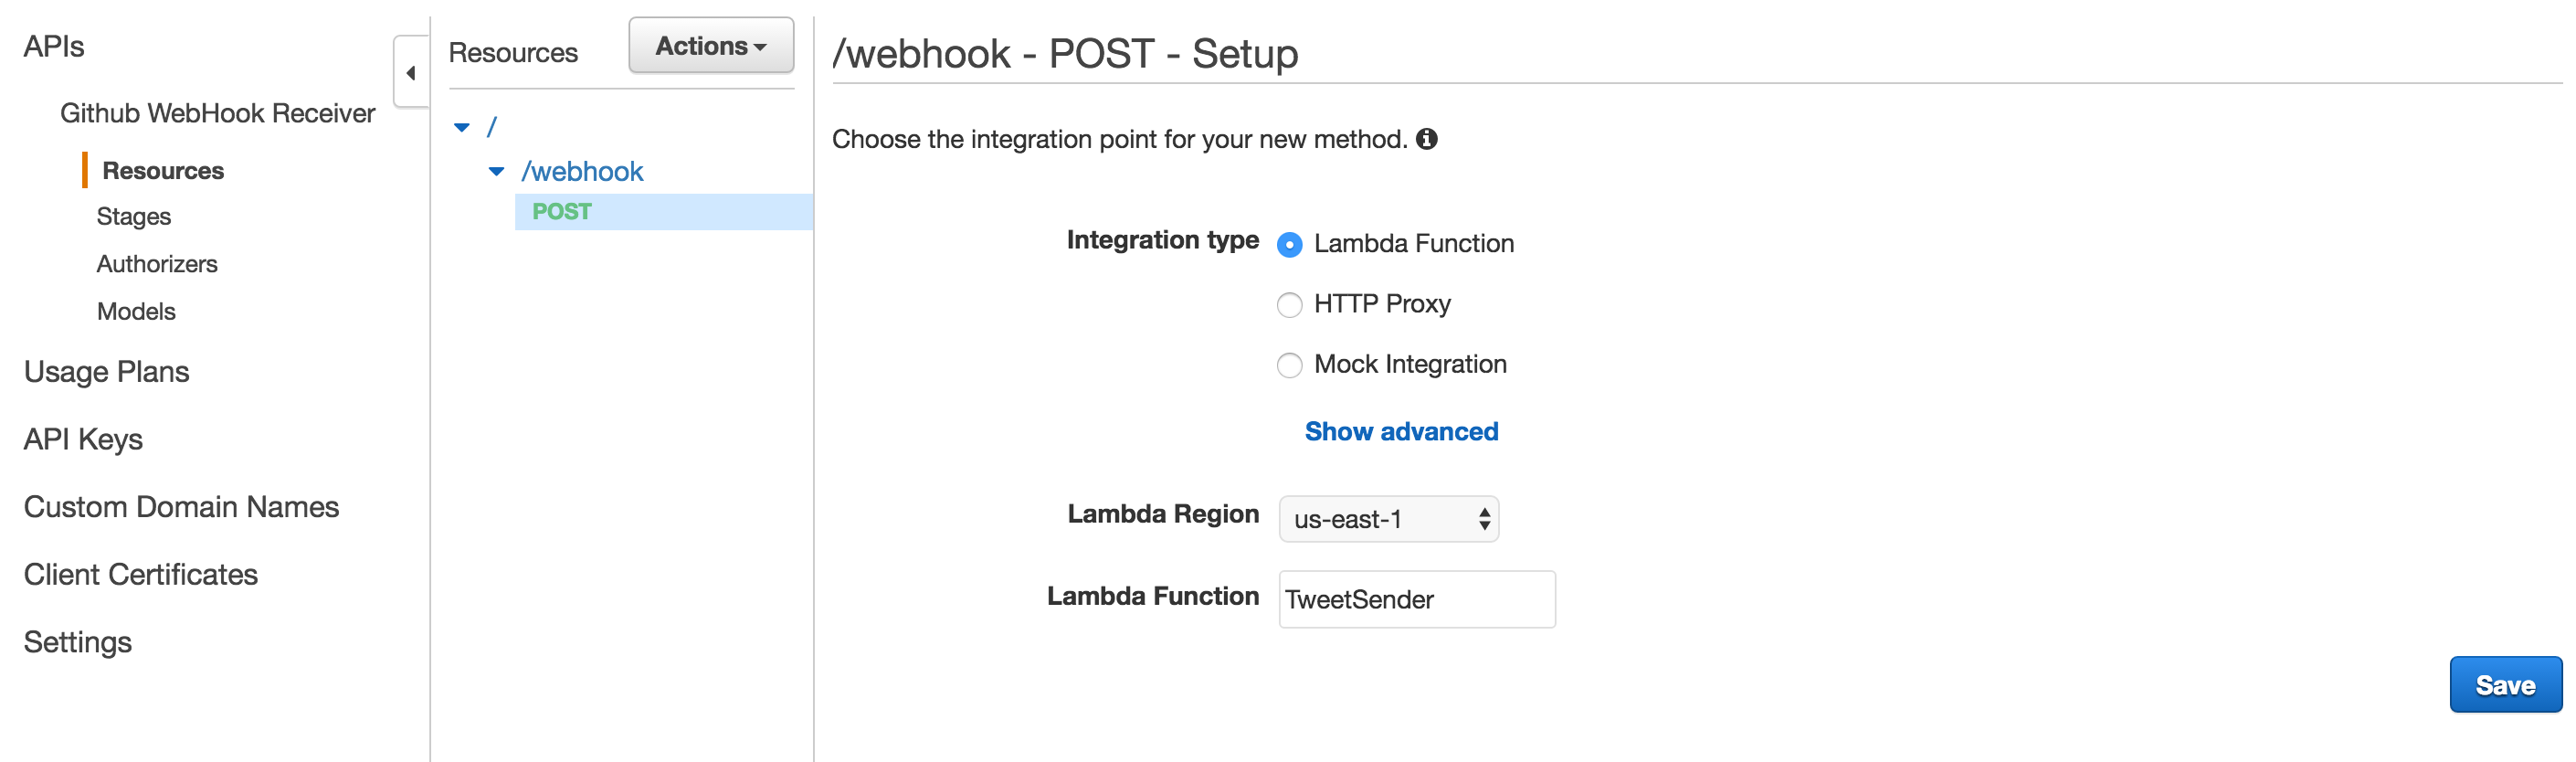 APIs
Github WebHook Receiver
Resources
Stages
Authorizers
Models
Usage Plans
API Keys
Custom Domain Names
Client Certificates
Settings
Resources
Actions
/
/webhook
POST
/webhook - POST - Setup
Choose the integration point for your new method.
Integration type
Lambda Function
HTTP Proxy
Mock Integration
Show advanced
Lambda Region
us-east-1
Lambda Function
TweetSender
Save